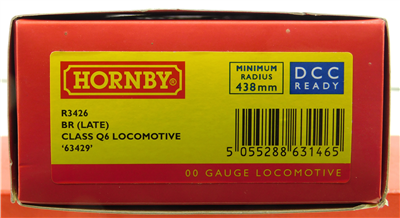 HORNBY
MINIMUM
RADIUS
438mm
DCC
READY
R3426
BR (LATE)
CLASS Q6 LOCOMOTIVE
'63429'
5 055288 631465
00 GAUGE LOCOMOTIVE